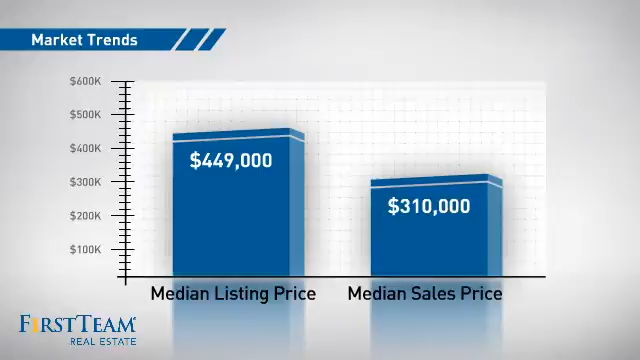 Market Trends
$600K
$500K
$400K
$300K
$200K
$100K
$449,000
$310,000
Median Listing Price
Median Sales Price
FIRSTTEAM®
REAL ESTATE